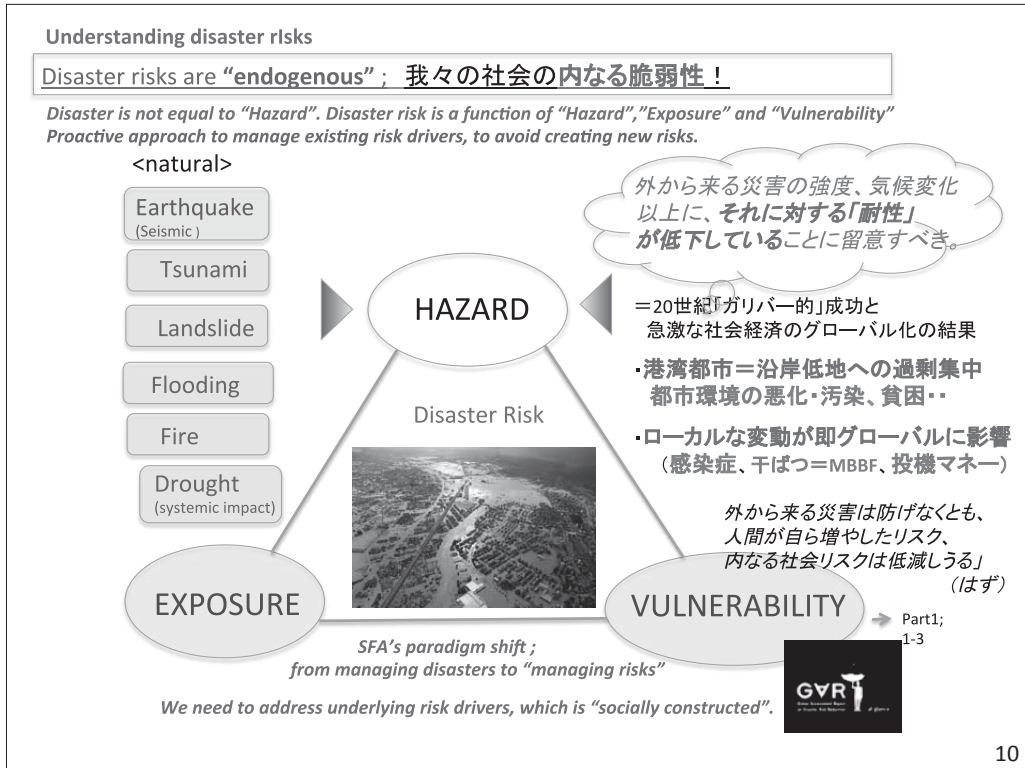 Understanding disaster rIsks
Disaster risks are “endogenous” ; 我々の社会の内なる脆弱性！
Disaster is not equal to “Hazard”. Disaster risk is a function of “Hazard”,”Exposure” and “Vulnerability”
Proactive approach to manage existing risk drivers, to avoid creating new risks.
<natural>
Earthquake
(Seismic )
Tsunami
Landslide
Flooding
Fire
Drought
(systemic impact)
HAZARD
Disaster Risk
EXPOSURE
VULNERABILITY
外から来る災害の強度、気候変化
以上に、それに対する「耐性」
が低下していることに留意すべき。
＝20世紀「ガリバー的」成功と
急激な社会経済のグローバル化の結果
・港湾都市＝沿岸低地への過剰集中
都市環境の悪化・汚染、貧困・・
・ローカルな変動が即グローバルに影響
（感染症、干ばつ＝MBBF、投機マネー）
外から来る災害は防げなくとも、
人間が自ら増やしたリスク、
内なる社会リスクは低減しうる」
（はず）
Part1;
1-3
SFA’s paradigm shift ;
from managing disasters to “managing risks”
We need to address underlying risk drivers, which is “socially constructed”.
GAR
10